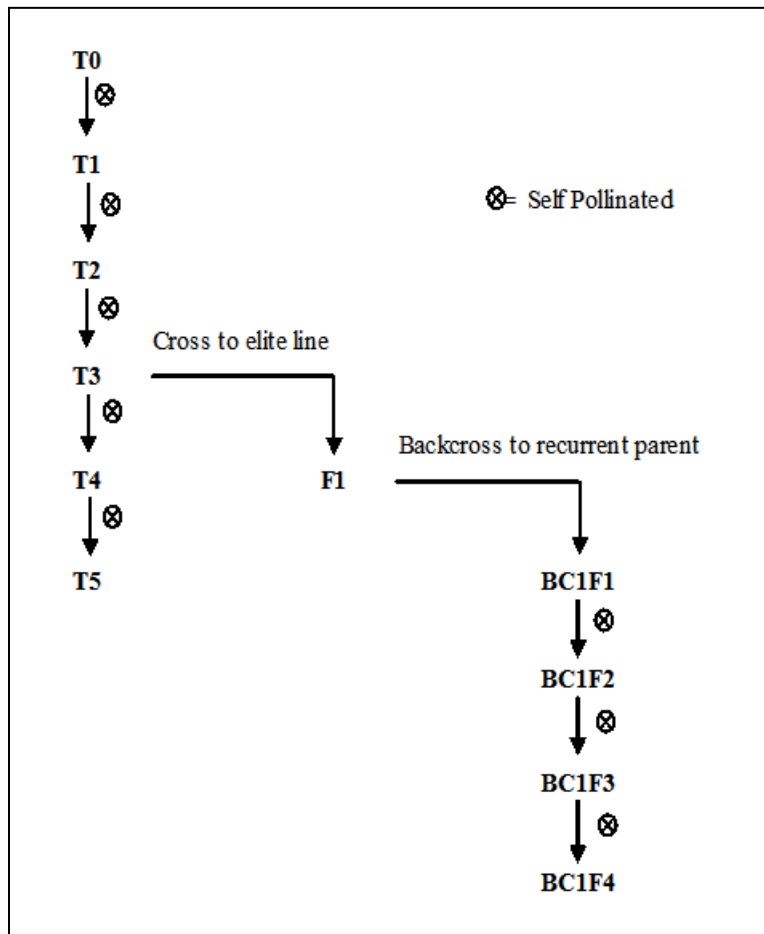 T0
T1
⊗= Self Pollinated
T2
Cross to elite line
T3
Backcross to recurrent parent
T4
F1
T5
BC1F1
BC1F2
BC1F3
BC1F4